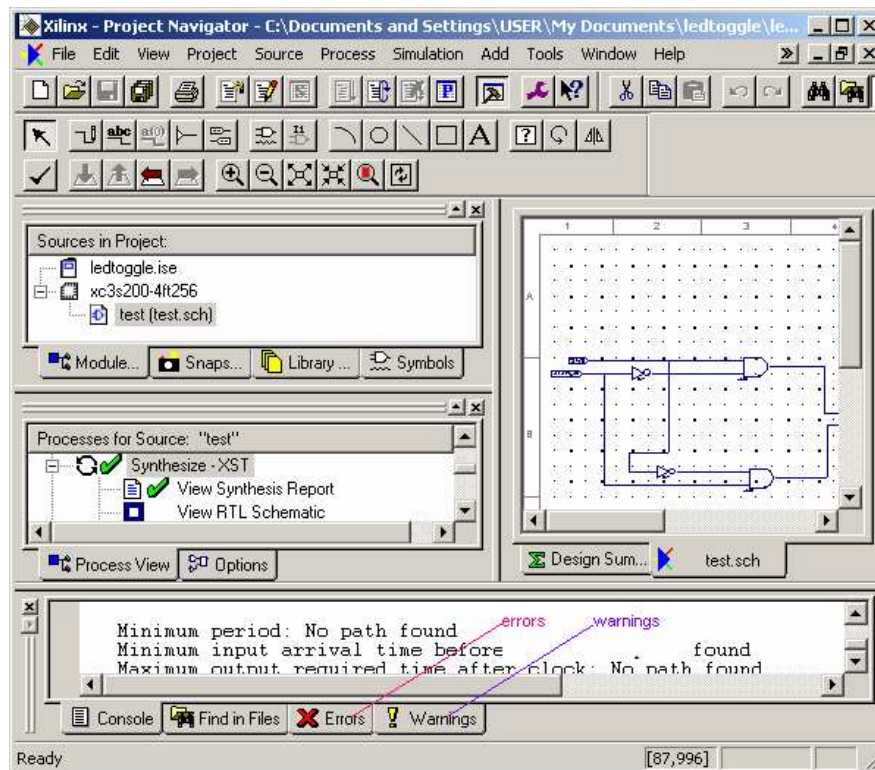 Xilinx - Project Navigator - C:\Documents and Settings\USER\My Documents\ledtoggle\le...
File Edit View Project Source Process Simulation Add Tools Window Help
abc
A
Sources in Project:
ledtoggle.ise
xc3s200-4ft256
test (test.sch)
Module... Snaps... Library ... Symbols
Processes for Source: "test"
Synthesize - XST
View Synthesis Report
View RTL Schematic
Process View Options
1 2 3 4
A
B
Design Sum... test.sch
errors warnings
Minimum period: No path found
Minimum input arrival time before found
Maximum output required time after clock: No path found
Console Find in Files Errors Warnings
Ready [87,996]